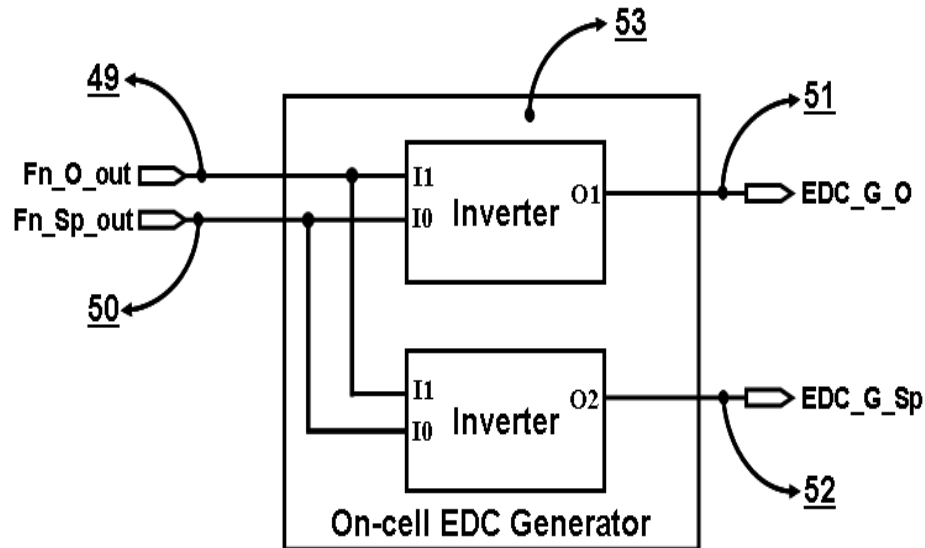 53
49
51
Fn_O_out
I1
O1
EDC_G_O
Fn_Sp_out
I0
Inverter
50
I1
O2
EDC_G_Sp
I0
Inverter
52
On-cell EDC Generator